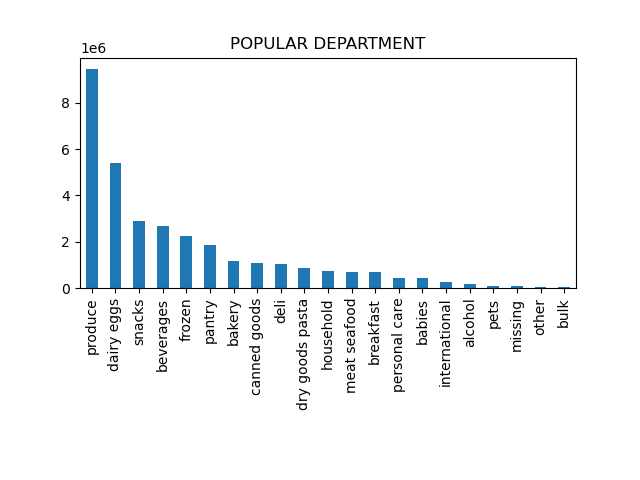 POPULAR DEPARTMENT
1e6
8
6
4
2
0
produce
dairy eggs
snacks
beverages
frozen
pantry
bakery
canned goods
deli
dry goods pasta
household
meat seafood
breakfast
personal care
babies
international
alcohol
pets
missing
other
bulk